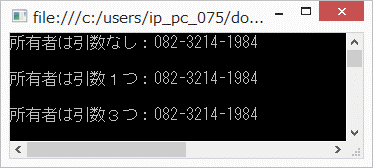 file:///c:/users/ip_pc_075/do...
所有者は引数なし：082-3214-1984
所有者は引数１つ：082-3214-1984
所有者は引数３つ：082-3214-1984